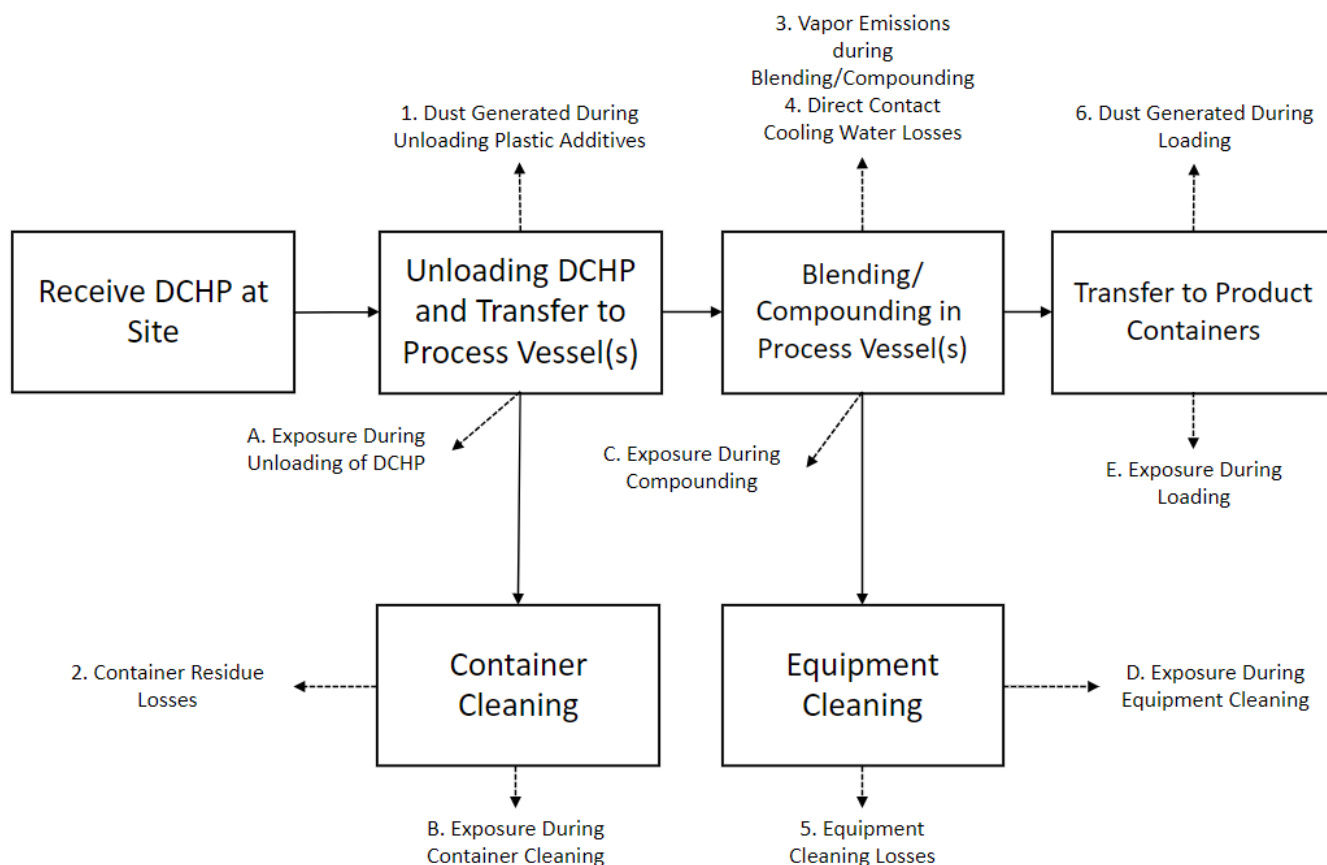 3. Vapor Emissions
during
Blending/Compounding
4. Direct Contact
Cooling Water Losses
1. Dust Generated During
Unloading Plastic Additives
6. Dust Generated During
Loading
Receive DCHP at
Site
Unloading DCHP
and Transfer to
Process Vessel(s)
Blending/
Compounding in
Process Vessel(s)
Transfer to Product
Containers
A. Exposure During
Unloading of DCHP
C. Exposure During
Compounding
E. Exposure During
Loading
2. Container Residue
Losses
Container
Cleaning
Equipment
Cleaning
D. Exposure During
Equipment Cleaning
B. Exposure During
Container Cleaning
5. Equipment
Cleaning Losses